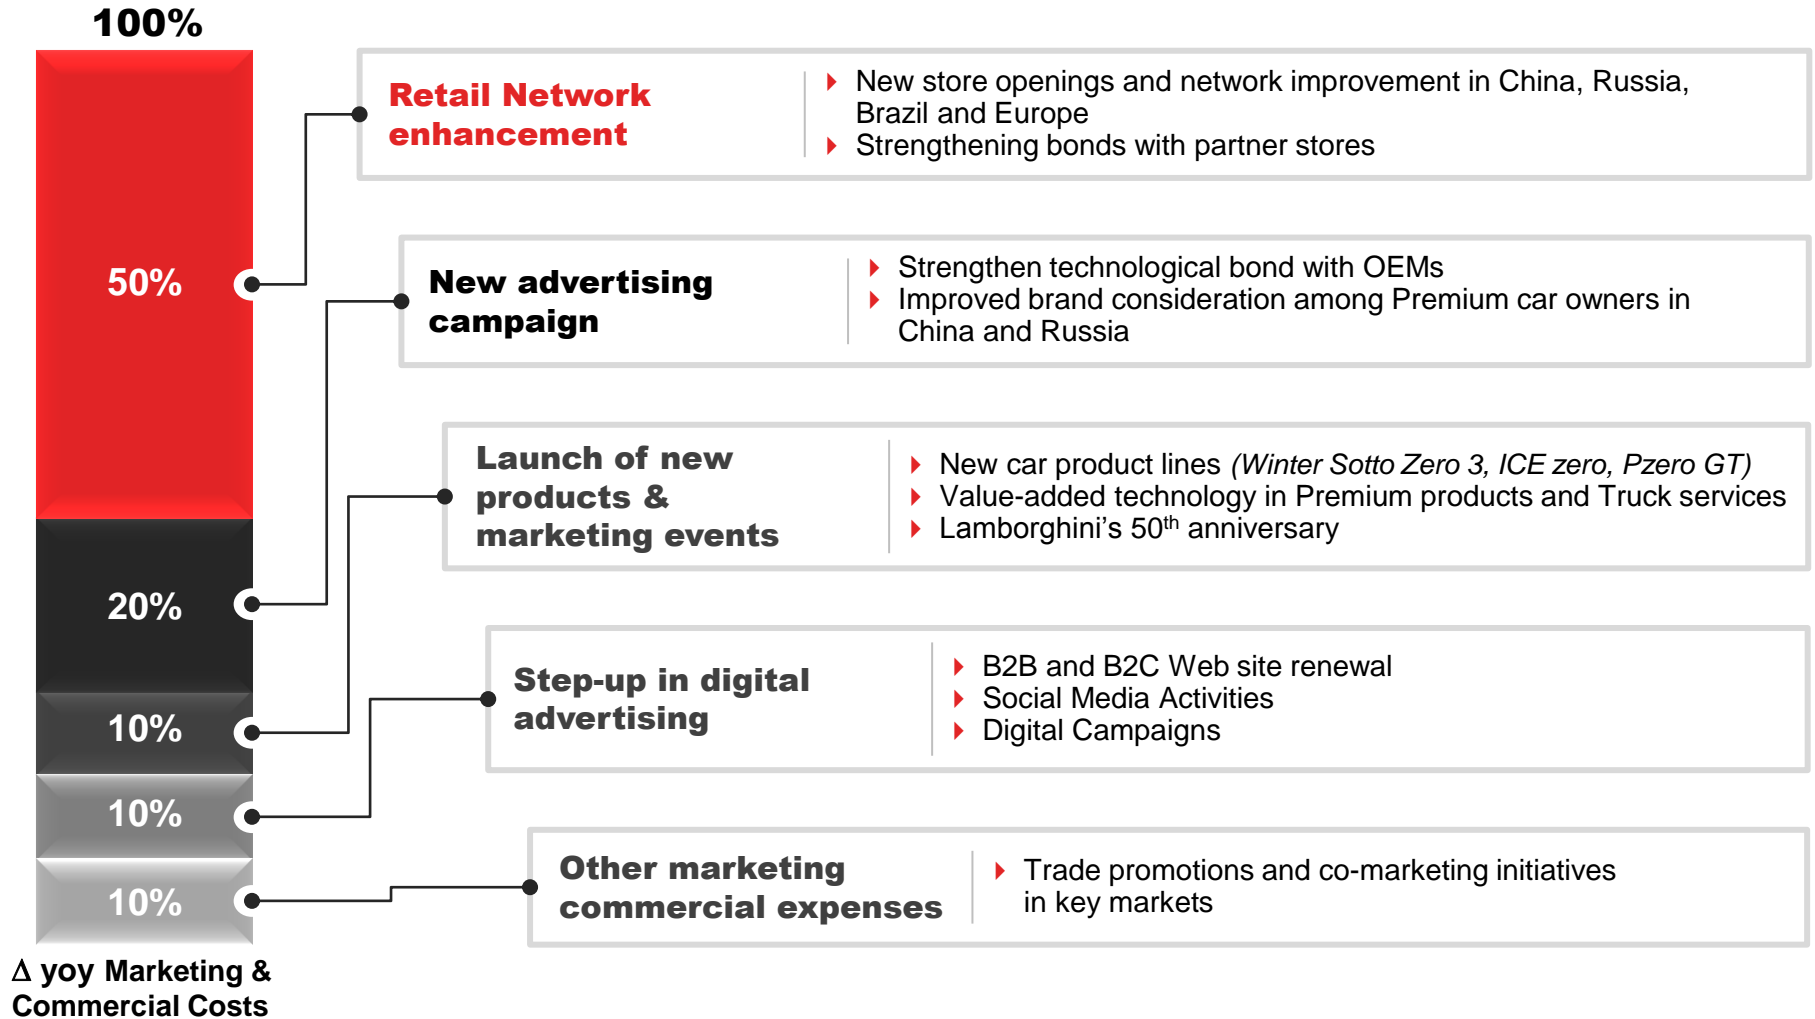 100%
Retail Network
enhancement
New store openings and network improvement in China, Russia,
Brazil and Europe
Strengthening bonds with partner stores
50%
New advertising
campaign
Strengthen technological bond with OEMs
Improved brand consideration among Premium car owners in
China and Russia
20%
Launch of new
products &
marketing events
New car product lines (Winter Sotto Zero 3, ICE zero, Pzero GT)
Value-added technology in Premium products and Truck services
Lamborghini’s 50th anniversary
10%
Step-up in digital
advertising
B2B and B2C Web site renewal
Social Media Activities
Digital Campaigns
10%
Other marketing
commercial expenses
Trade promotions and co-marketing initiatives
in key markets
10%
Δ yoy Marketing &
Commercial Costs